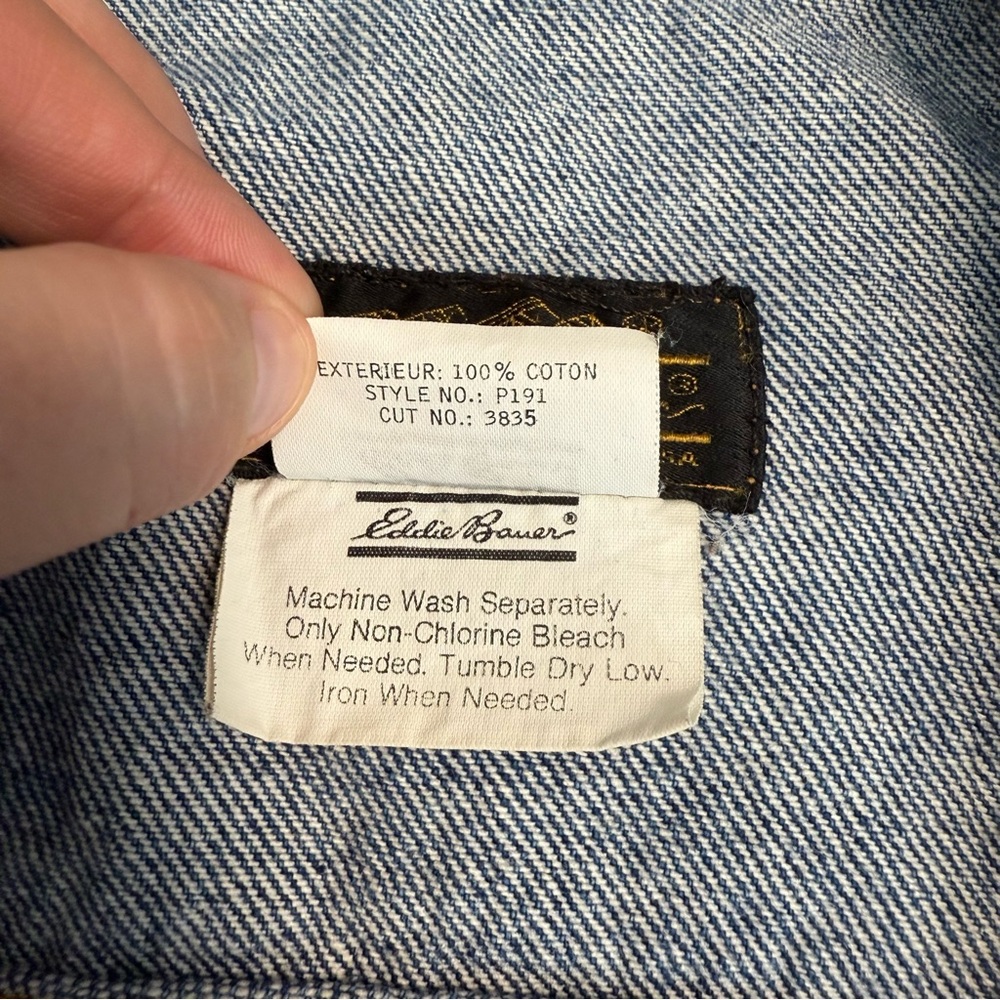 EXTERIEUR: 100% COTON
STYLE NO.: P191
CUT NO.: 3835
Eddie Bauer®
Machine Wash Separately.
Only Non-Chlorine Bleach
When Needed. Tumble Dry Low.
Iron When Needed.